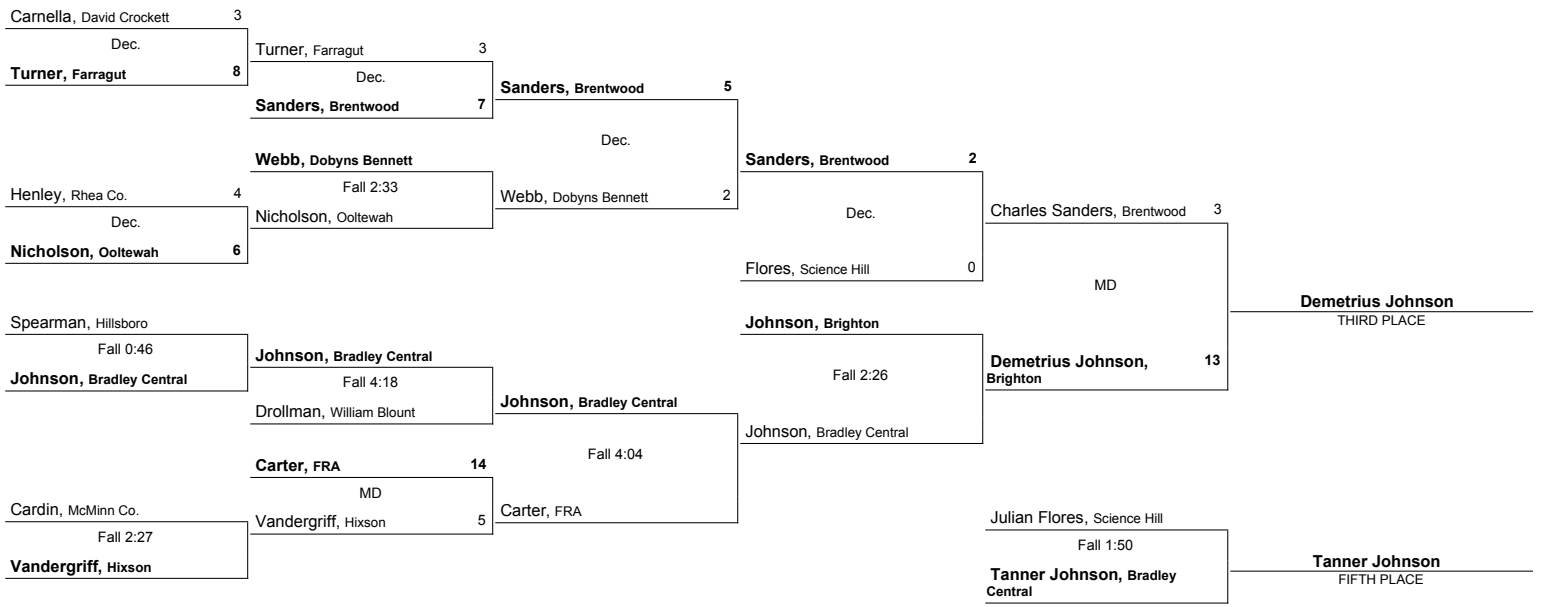 Carnella, David Crockett 3
Dec.
Turner, Farragut 8
Turner, Farragut 3
Dec.
Sanders, Brentwood 7
Sanders, Brentwood 5
Dec.
Webb, Dobyns Bennett 2
Webb, Dobyns Bennett
Fall 2:33
Nicholson, Ooltewah
Henley, Rhea Co. 4
Dec.
Nicholson, Ooltewah 6
Sanders, Brentwood 2
Dec.
Flores, Science Hill 0
Charles Sanders, Brentwood 3
MD
Demetrius Johnson,
Brighton 13
Demetrius Johnson
THIRD PLACE
Spearman, Hillsboro
Fall 0:46
Johnson, Bradley Central
Johnson, Bradley Central
Fall 4:18
Drollman, William Blount
Johnson, Bradley Central
Fall 4:04
Carter, FRA
Carter, FRA 14
MD
Vandergriff, Hixson 5
Cardin, McMinn Co.
Fall 2:27
Vandergriff, Hixson
Johnson, Brighton
Fall 2:26
Johnson, Bradley Central
Julian Flores, Science Hill
Fall 1:50
Tanner Johnson, Bradley
Central
Tanner Johnson
FIFTH PLACE